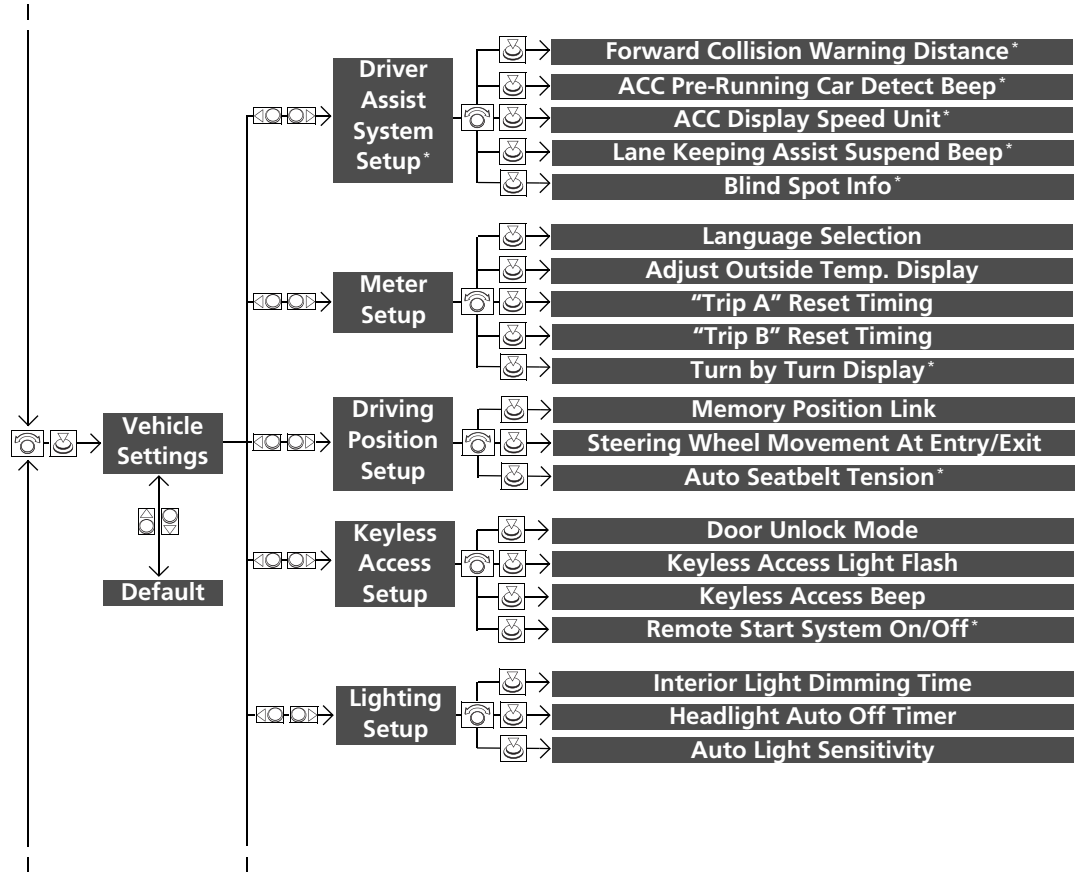 Driver
Assist
System
Setup*
Forward Collision Warning Distance*
ACC Pre-Running Car Detect Beep*
ACC Display Speed Unit*
Lane Keeping Assist Suspend Beep*
Blind Spot Info*
Meter
Setup
Language Selection
Adjust Outside Temp. Display
“Trip A” Reset Timing
“Trip B” Reset Timing
Turn by Turn Display*
Vehicle
Settings
Default
Driving
Position
Setup
Memory Position Link
Steering Wheel Movement At Entry/Exit
Auto Seatbelt Tension*
Keyless
Access
Setup
Door Unlock Mode
Keyless Access Light Flash
Keyless Access Beep
Remote Start System On/Off*
Lighting
Setup
Interior Light Dimming Time
Headlight Auto Off Timer
Auto Light Sensitivity